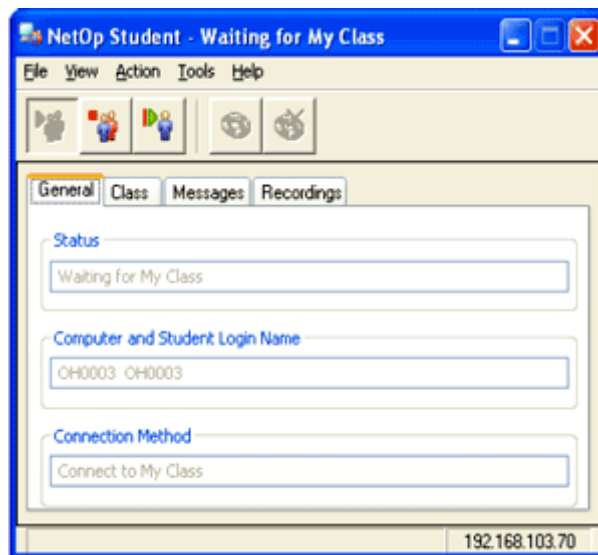 NetOp Student - Waiting for My Class
File View Action Tools Help
General Class Messages Recordings
Status
Waiting for My Class
Computer and Student Login Name
OH0003 OH0003
Connection Method
Connect to My Class
192.168.103.70